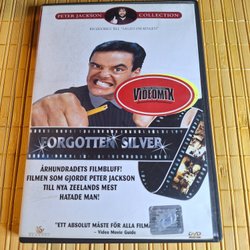 PETER JACKSON COLLECTION
VIDEOMIX
FORGOTTEN SILVER
ÅRHUNDRADETS FILMBLUFF!
FILMEN SOM GJORDE PETER JACKSON
TILL NYA ZEELANDS MEST
HATADE MAN!
"ETT ABSOLUT MÅSTE FÖR ALLA FILM
– Video Movie Guide
DVD